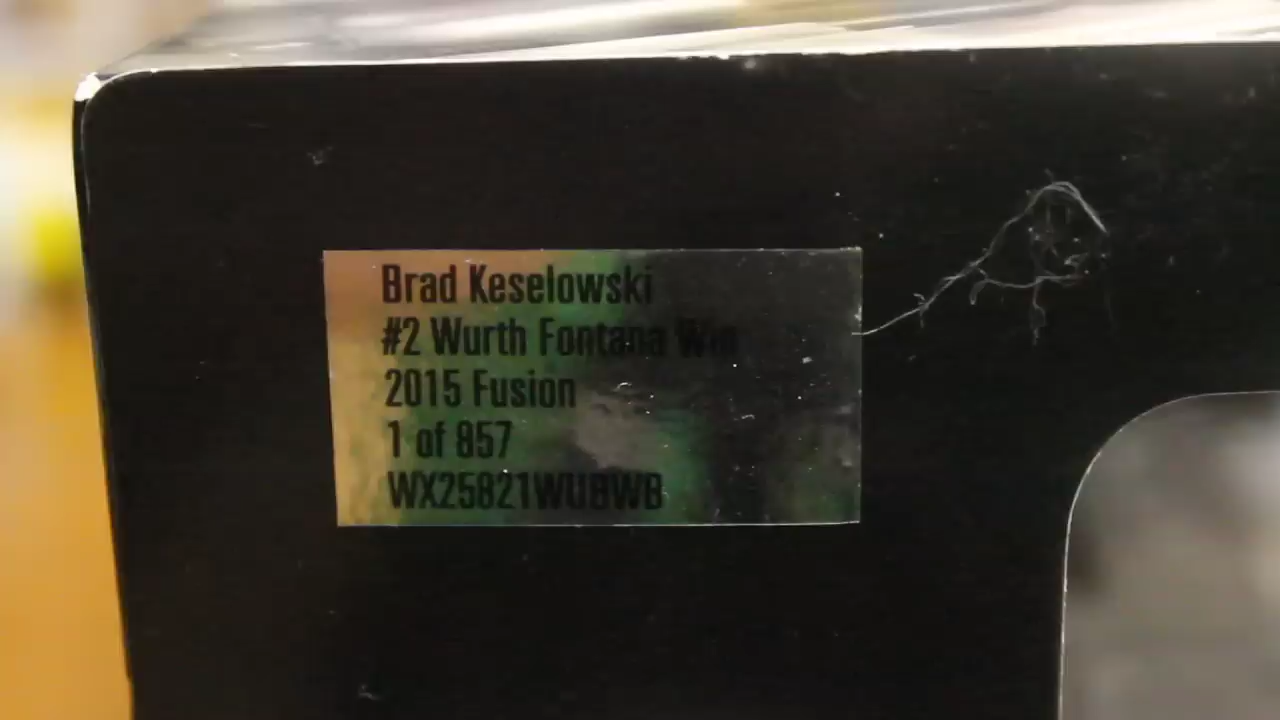 Brad Keselowski
#2 Wurth Fontana Win
2015 Fusion
1 of 857
WX25821WUBWB